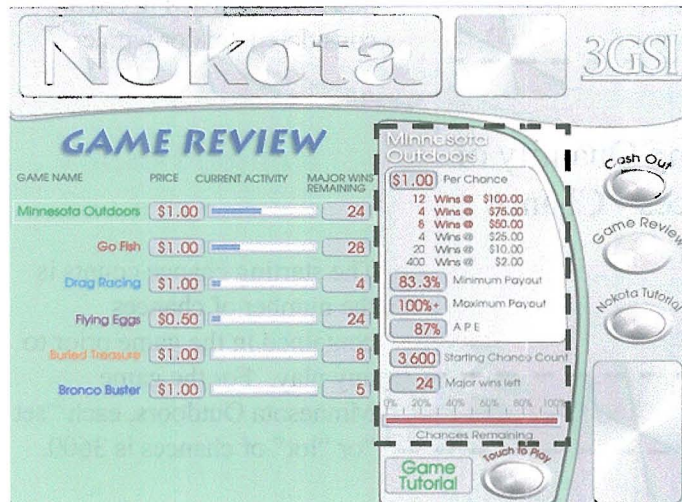 Nokota
3GSI
GAME REVIEW
GAME NAME PRICE CURRENT ACTIVITY MAJOR WINS REMAINING
Minnesota Outdoors $1.00 24
Go Fish $1.00 28
Drag Racing $1.00 4
Flying Eggs $0.50 24
Buried Treasure $1.00 8
Bronco Buster $1.00 5
Minnesota
Outdoors
$1.00 Per Chance
12 Wins @ $100.00
4 Wins @ $75.00
8 Wins @ $50.00
4 Wins @ $25.00
20 Wins @ $10.00
400 Wins @ $2.00
83.3% Minimum Payout
100%+ Maximum Payout
87% A P E
3600 Starting Chance Count
24 Major wins left
0% 20% 40% 60% 80% 100%
Chances Remaining
Game
Tutorial
Touch to Play
Cash Out
Game Review
Nokota Tutorial